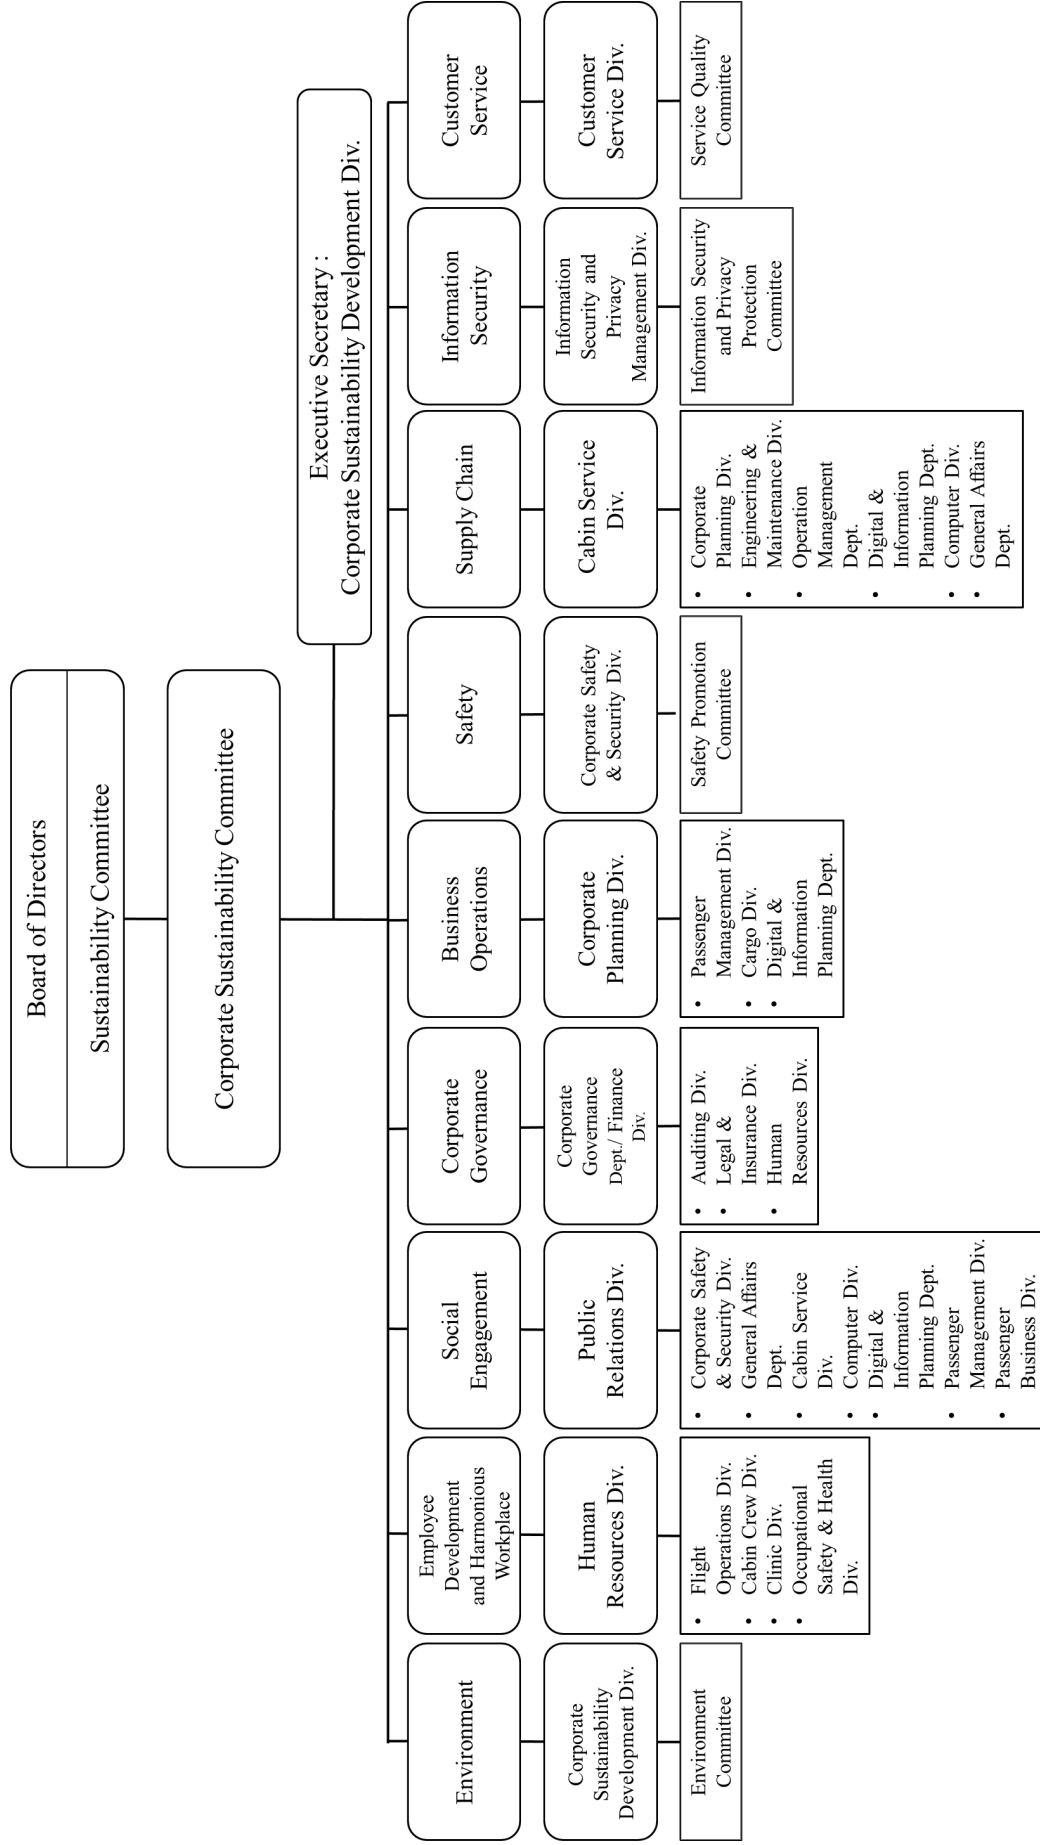 Board of Directors
Sustainability Committee
Corporate Sustainability Committee
Executive Secretary :
Corporate Sustainability Development Div.
Environment
Employee
Development
and Harmonious
Workplace
Social
Engagement
Corporate
Governance
Business
Operations
Safety
Supply Chain
Information
Security
Customer
Service
Corporate
Sustainability
Development Div.
Human
Resources Div.
Public
Relations Div.
Corporate
Governance
Dept./ Finance
Div.
Corporate
Planning Div.
Corporate Safety
& Security Div.
Cabin Service
Div.
Information
Security and
Privacy
Management Div.
Customer
Service Div.
Environment
Committee
• Flight
Operations Div.
• Cabin Crew Div.
• Clinic Div.
• Occupational
Safety & Health
Div.
• Corporate Safety
& Security Div.
• General Affairs
Dept.
• Cabin Service
Div.
• Computer Div.
• Digital &
Information
Planning Dept.
• Passenger
Management Div.
• Passenger
Business Div.
• Auditing Div.
• Legal &
Insurance Div.
• Human
Resources Div.
• Passenger
Management Div.
• Cargo Div.
• Digital &
Information
Planning Dept.
Safety Promotion
Committee
• Corporate
Planning Div.
• Engineering &
Maintenance Div.
• Operation
Management
Dept.
• Digital &
Information
Planning Dept.
• Computer Div.
• General Affairs
Dept.
Information Security
and Privacy
Protection
Committee
Service Quality
Committee